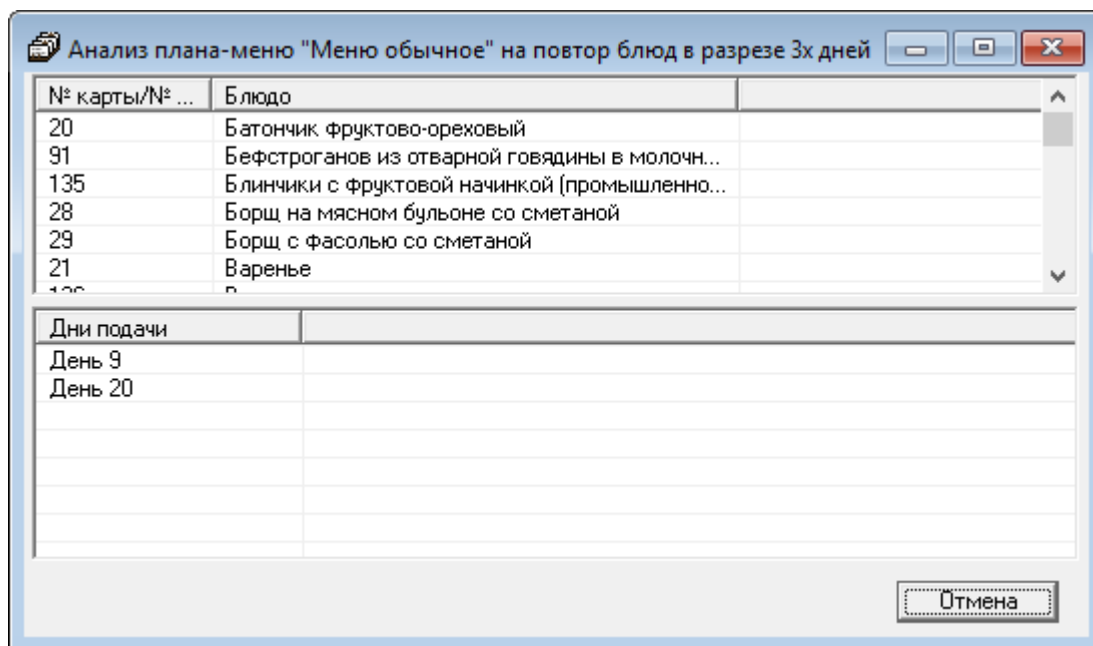 Анализ плана-меню "Меню обычное" на повтор блюд в разрезе 3х дней
№ карты/№ ... Блюдо
20 Батончик фруктово-ореховый
91 Бефстроганов из отварной говядины в молочн...
135 Блинчики с фруктовой начинкой (промышленно...
28 Борщ на мясном бульоне со сметаной
29 Борщ с фасолью со сметаной
21 Варенье
Дни подачи
День 9
День 20
Отмена